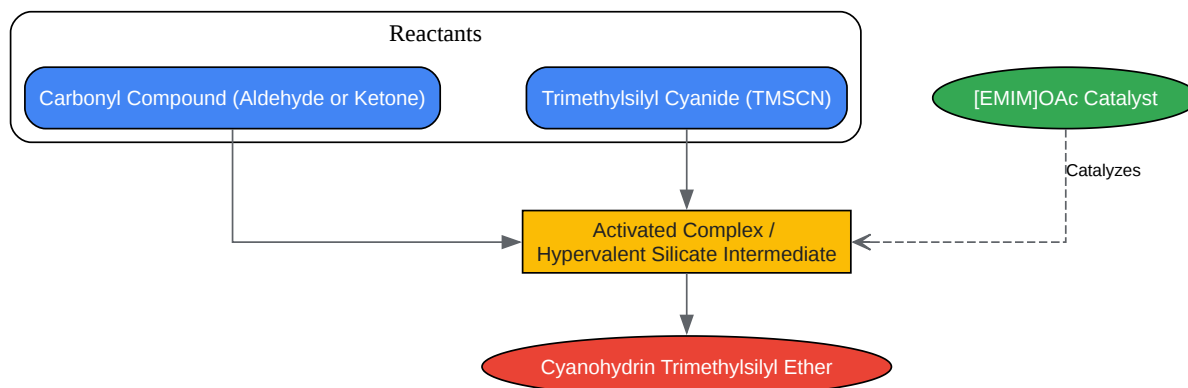 Reactants
Carbonyl Compound (Aldehyde or Ketone)
Trimethylsilyl Cyanide (TMSCN)
[EMIM]OAc Catalyst
Catalyzes
Activated Complex /
Hypervalent Silicate Intermediate
Cyanohydrin Trimethylsilyl Ether